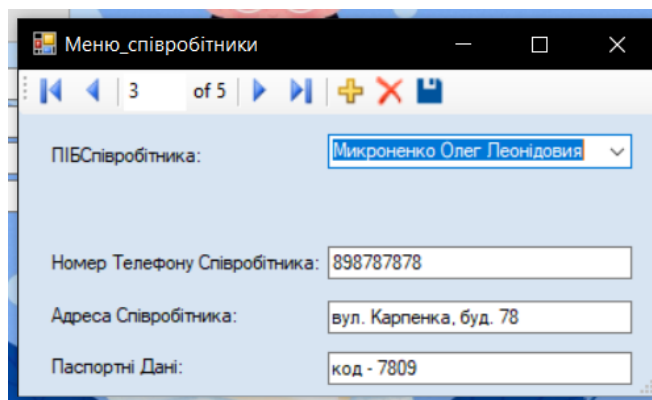 Меню_співробітники
3 of 5
ПІБСпівробітника: Микроненко Олег Леонідовия
Номер Телефону Співробітника: 898787878
Адреса Співробітника: вул. Карпенка, буд. 78
Паспортні Дані: код - 7809